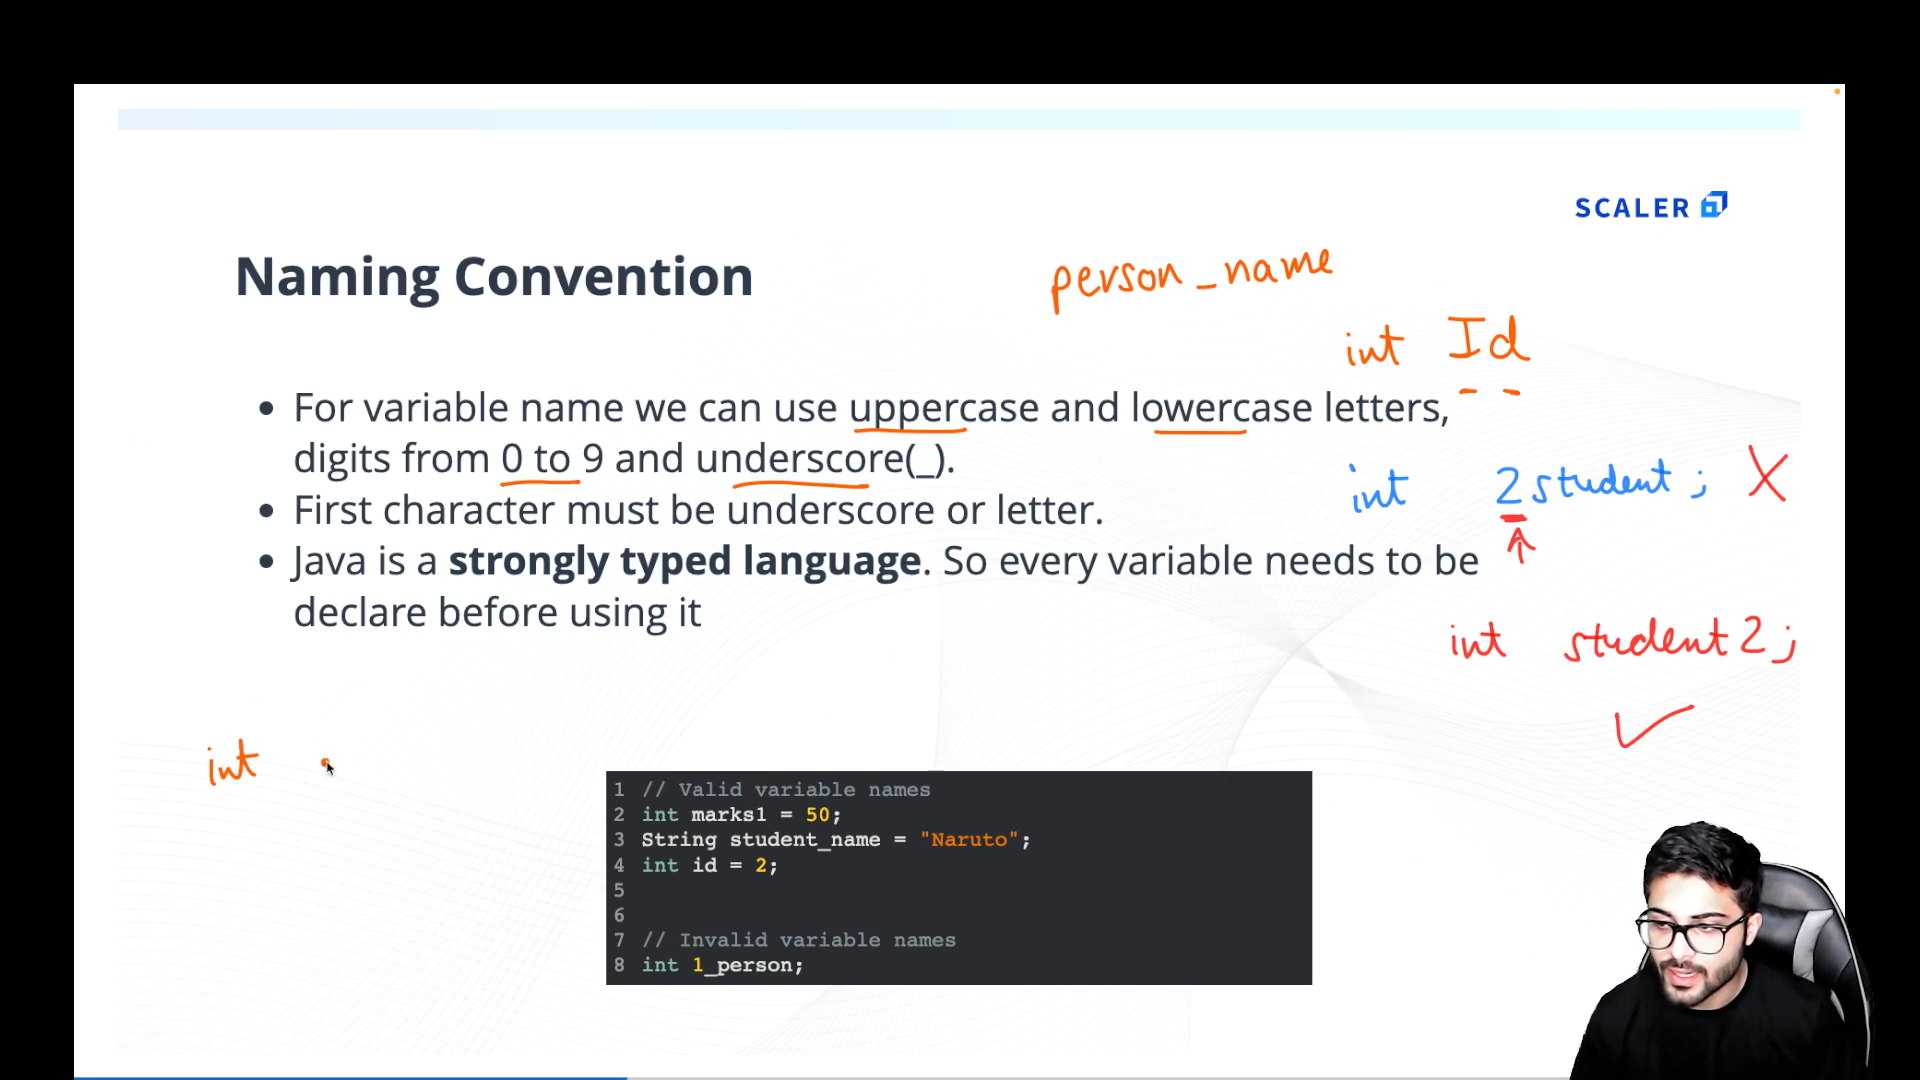 SCALER
Naming Convention
person_name
int Id
• For variable name we can use uppercase and lowercase letters,
digits from 0 to 9 and underscore(_).
int 2student; X
• First character must be underscore or letter.
• Java is a strongly typed language. So every variable needs to be
declare before using it
int student2;
int
1 // Valid variable names
2 int marks1 = 50;
3 String student_name = "Naruto";
4 int id = 2;
5
6
7 // Invalid variable names
8 int 1_person;